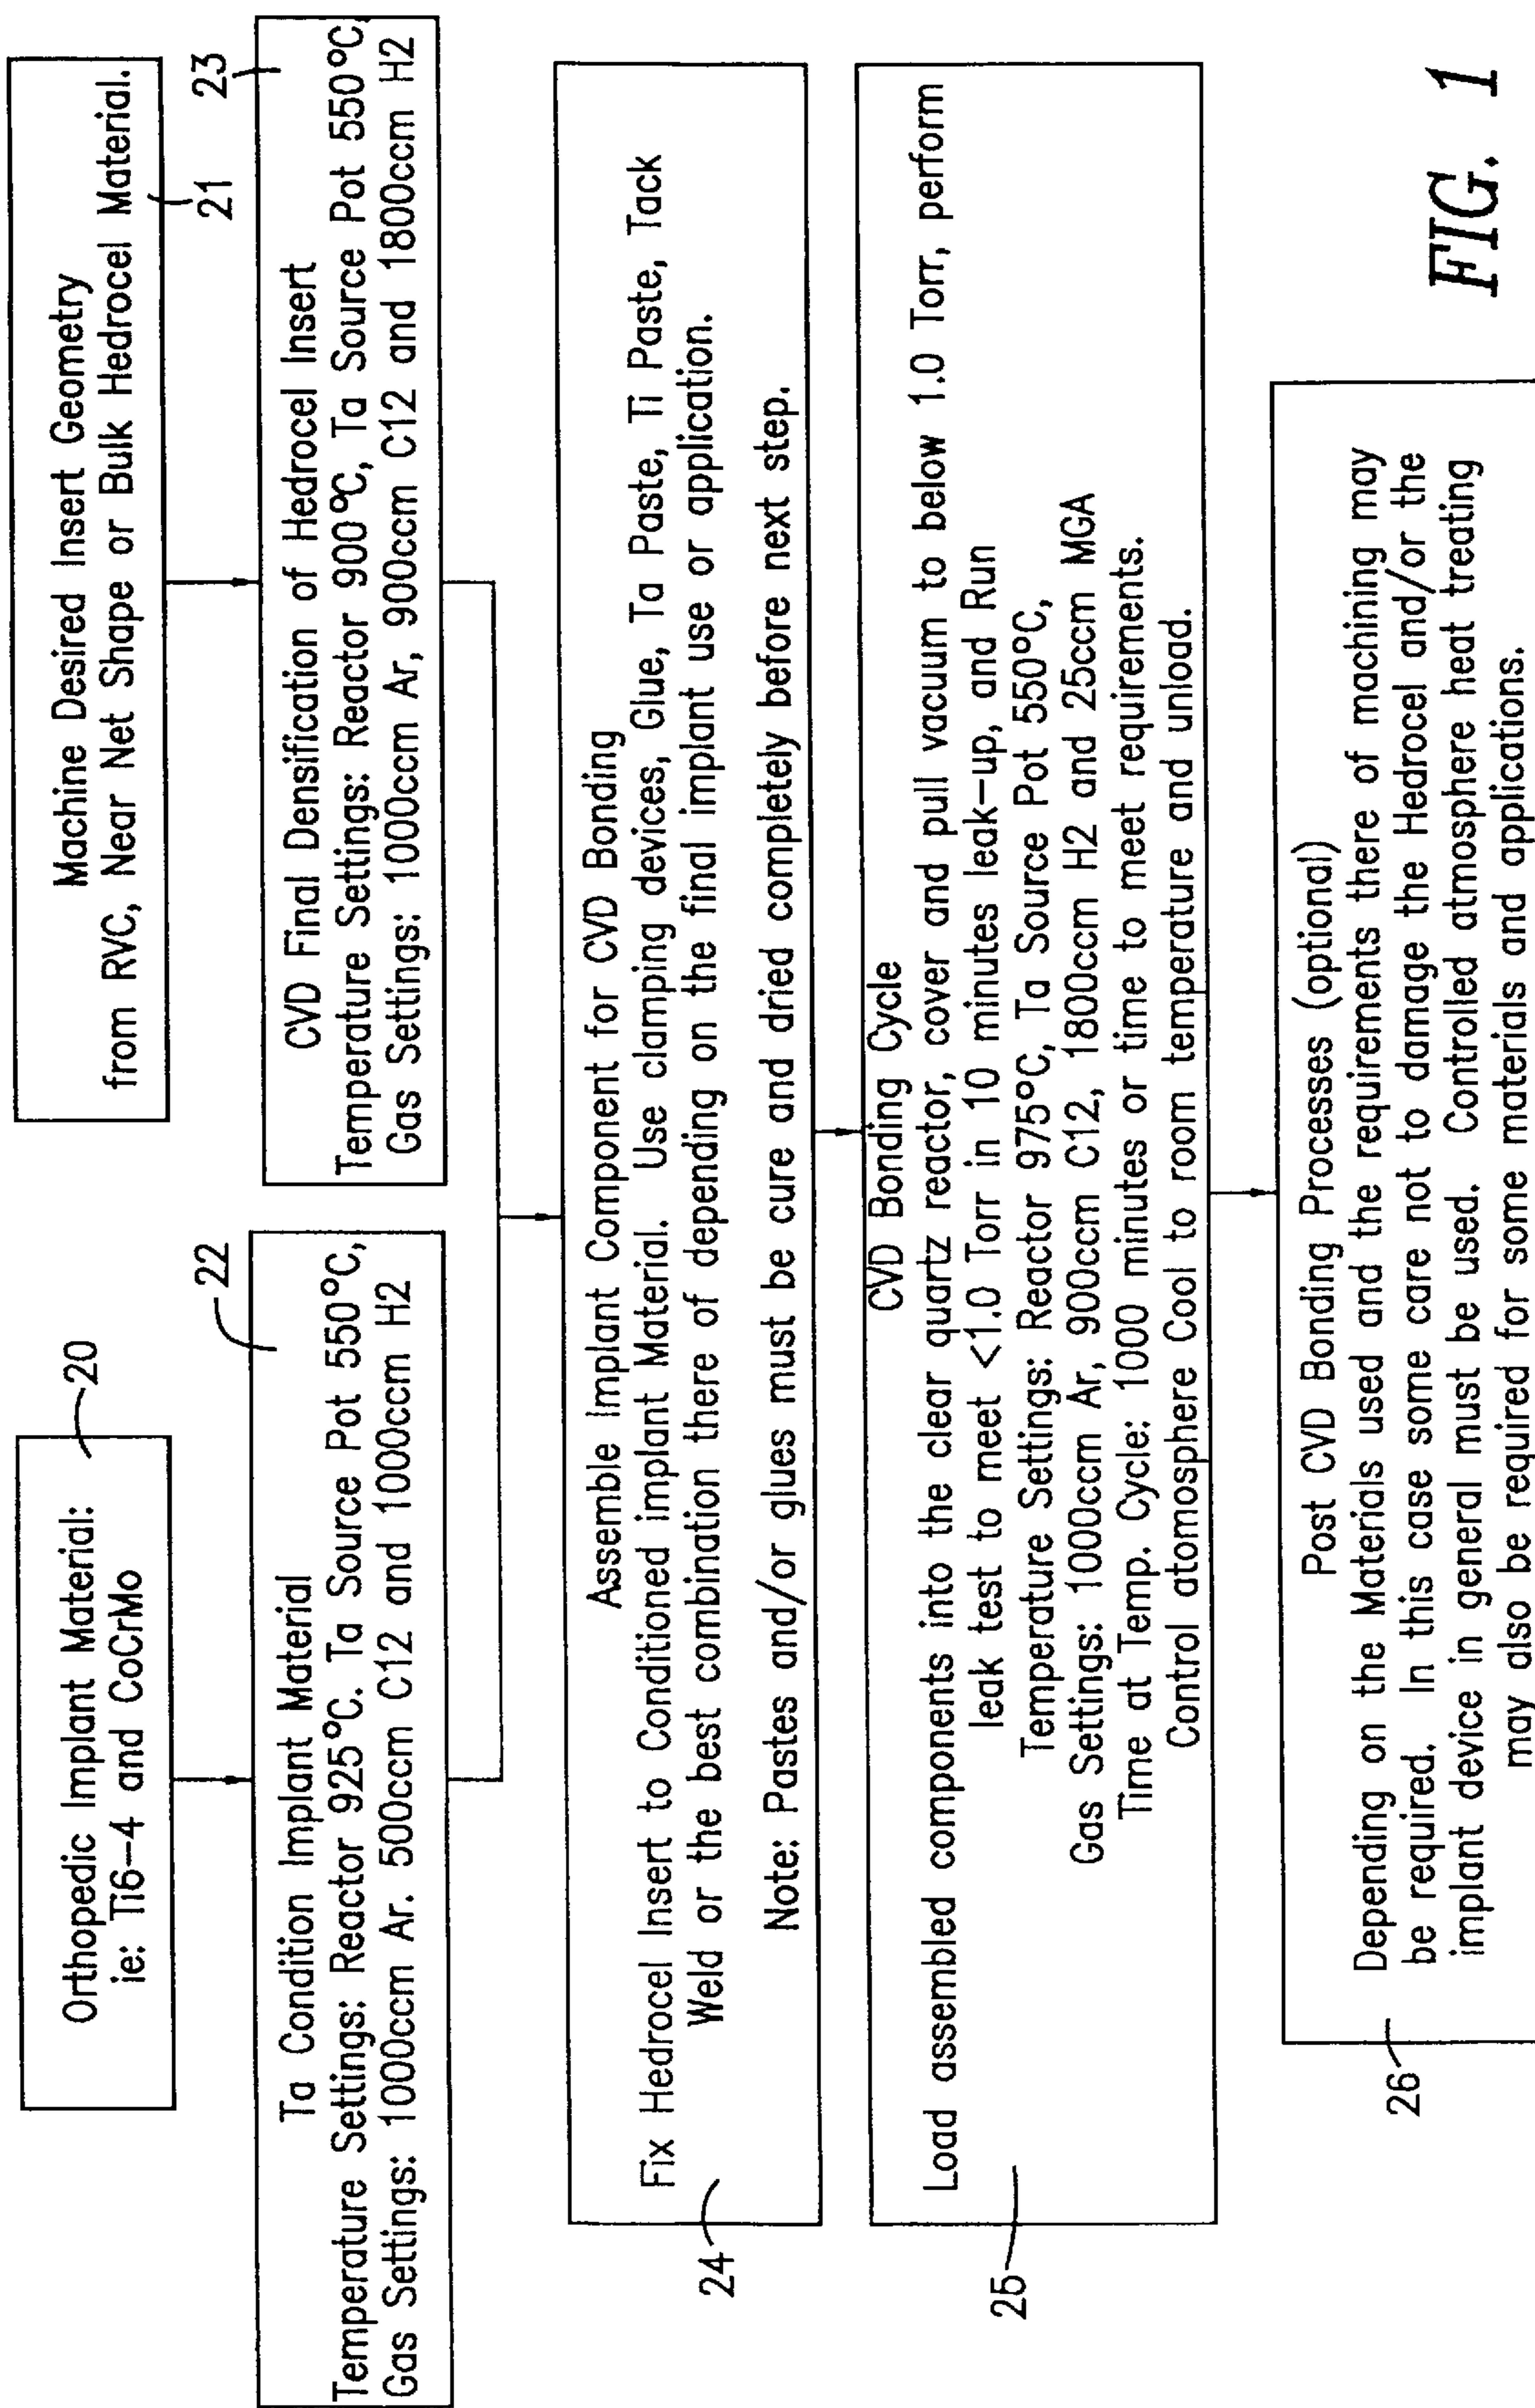 Orthopedic Implant Material:
ie: Ti6-4 and CoCrMo
20
Machine Desired Insert Geometry
from RVC, Near Net Shape or Bulk Hedrocel Material.
21
Ta Condition Implant Material
Temperature Settings: Reactor 925°C. Ta Source Pot 550°C,
Gas Settings: 1000ccm Ar. 500ccm C12 and 1000ccm H2
22
CVD Final Densification of Hedrocel Insert
Temperature Settings: Reactor 900°C, Ta Source Pot 550°C
Gas Settings: 1000ccm Ar, 900ccm C12 and 1800ccm H2
23
Assemble Implant Component for CVD Bonding
Fix Hedrocel Insert to Conditioned implant Material. Use clamping devices, Glue, Ta Paste, Ti Paste, Tack
Weld or the best combination there of depending on the final implant use or application.
Note: Pastes and/or glues must be cure and dried completely before next step.
24
CVD Bonding Cycle
Load assembled components into the clear quartz reactor, cover and pull vacuum to below 1.0 Torr, perform
leak test to meet <1.0 Torr in 10 minutes leak-up, and Run
Temperature Settings: Reactor 975°C, Ta Source Pot 550°C,
Gas Settings: 1000ccm Ar, 900ccm C12, 1800ccm H2 and 25ccm MGA
Time at Temp. Cycle: 1000 minutes or time to meet requirements.
Control atomosphere Cool to room temperature and unload.
25
Post CVD Bonding Processes (optional)
Depending on the Materials used and the requirements there of machining may
be required. In this case some care not to damage the Hedrocel and/or the
implant device in general must be used. Controlled atmosphere heat treating
may also be required for some materials and applications.
26
FIG. 1